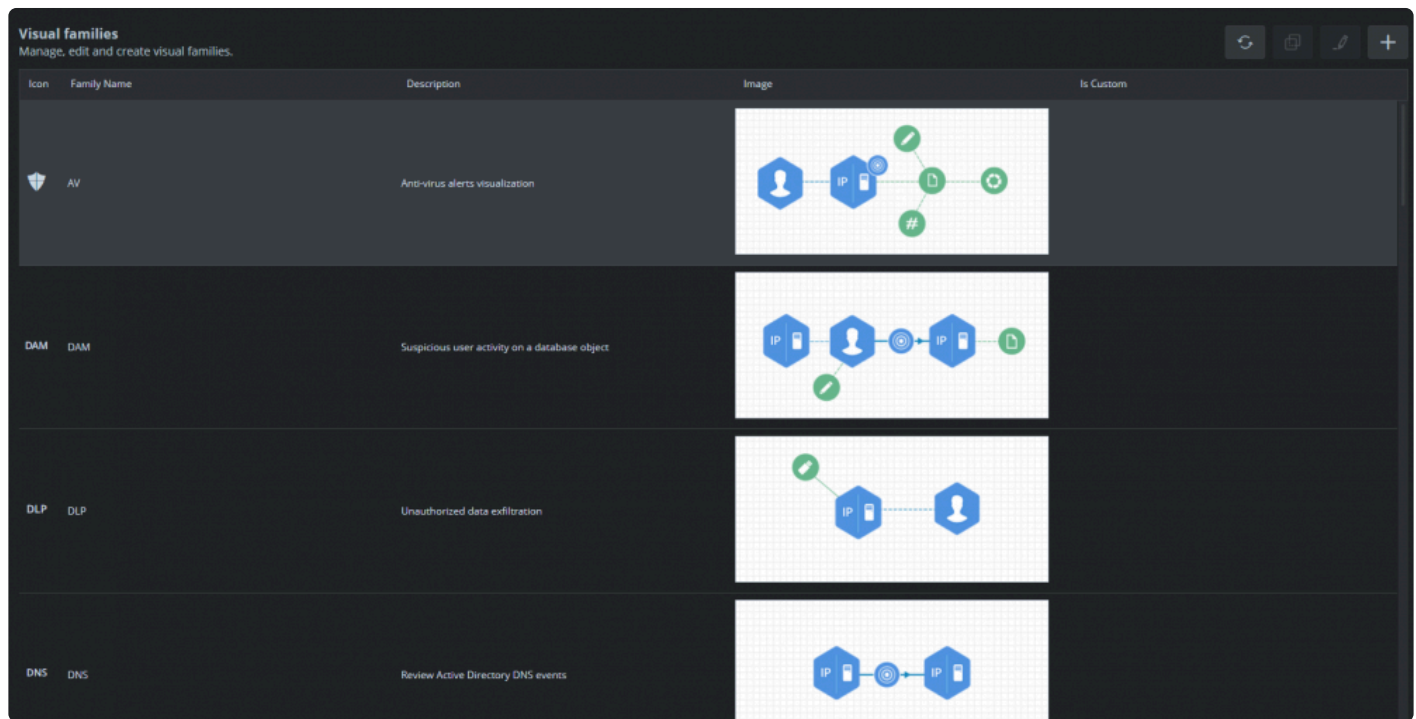 Visual families
Manage, edit and create visual families.
Icon Family Name Description Image Is Custom
AV Anti-virus alerts visualization
IP
#
DAM DAM Suspicious user activity on a database object
IP IP
DLP DLP Unauthorized data exfiltration
IP
DNS DNS Review Active Directory DNS events
IP IP